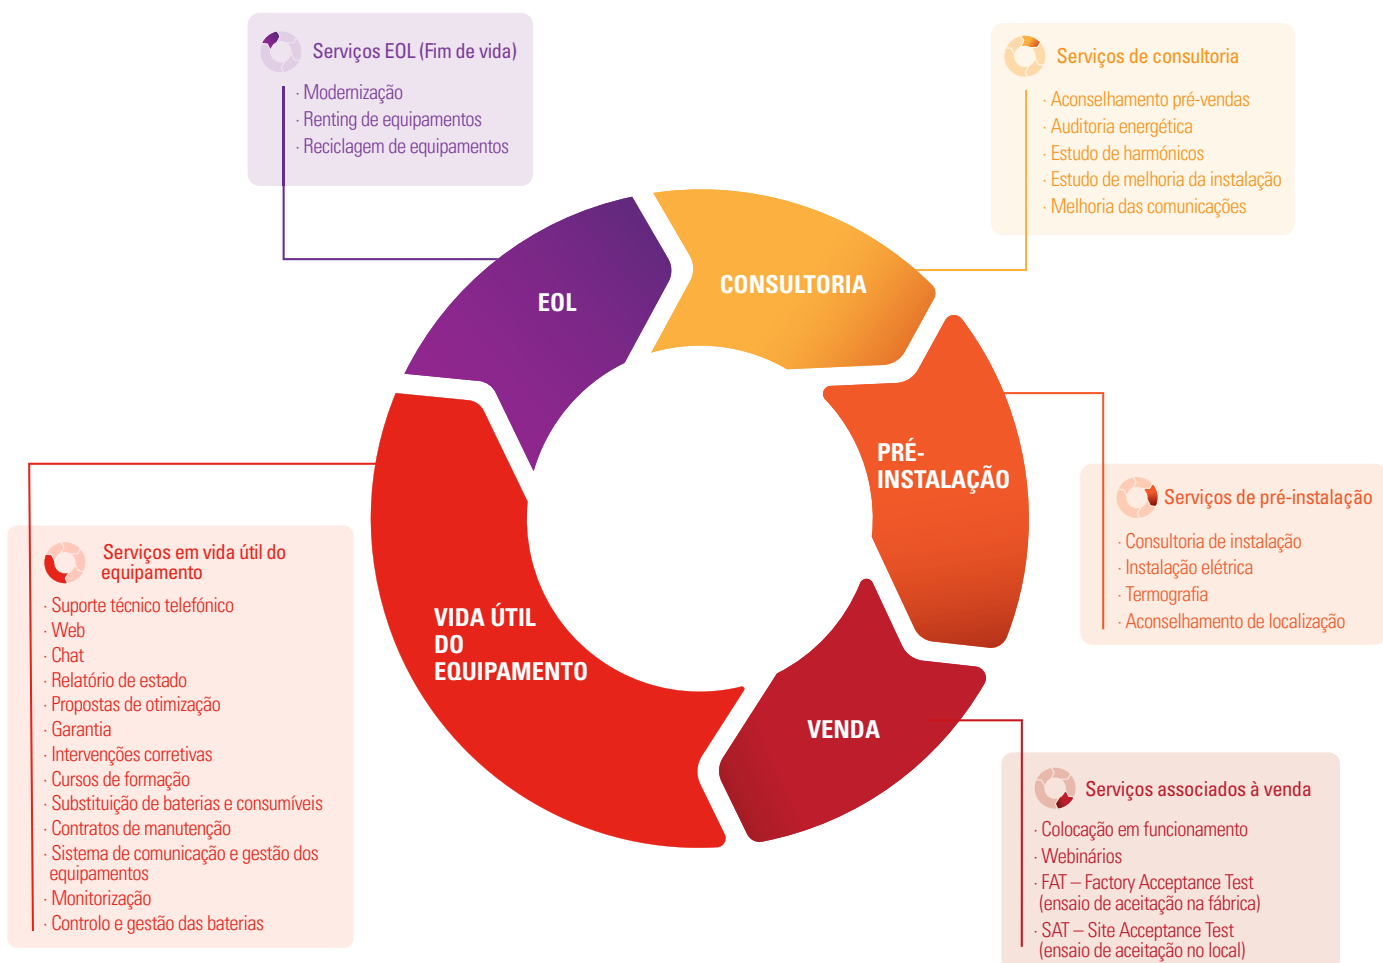 Serviços EOL (Fim de vida)
· Modernização
· Renting de equipamentos
· Reciclagem de equipamentos
Serviços de consultoria
· Aconselhamento pré-vendas
· Auditoria energética
· Estudo de harmónicos
· Estudo de melhoria da instalação
· Melhoria das comunicações
EOL
CONSULTORIA
PRÉ-
INSTALAÇÃO
VENDA
VIDA ÚTIL
DO
EQUIPAMENTO
Serviços de pré-instalação
· Consultoria de instalação
· Instalação elétrica
· Termografia
· Aconselhamento de localização
Serviços em vida útil do
equipamento
· Suporte técnico telefónico
· Web
· Chat
· Relatório de estado
· Propostas de otimização
· Garantia
· Intervenções corretivas
· Cursos de formação
· Substituição de baterias e consumíveis
· Contratos de manutenção
· Sistema de comunicação e gestão dos
equipamentos
· Monitorização
· Controlo e gestão das baterias
Serviços associados à venda
· Colocação em funcionamento
· Webinários
· FAT – Factory Acceptance Test
(ensaio de aceitação na fábrica)
· SAT – Site Acceptance Test
(ensaio de aceitação no local)